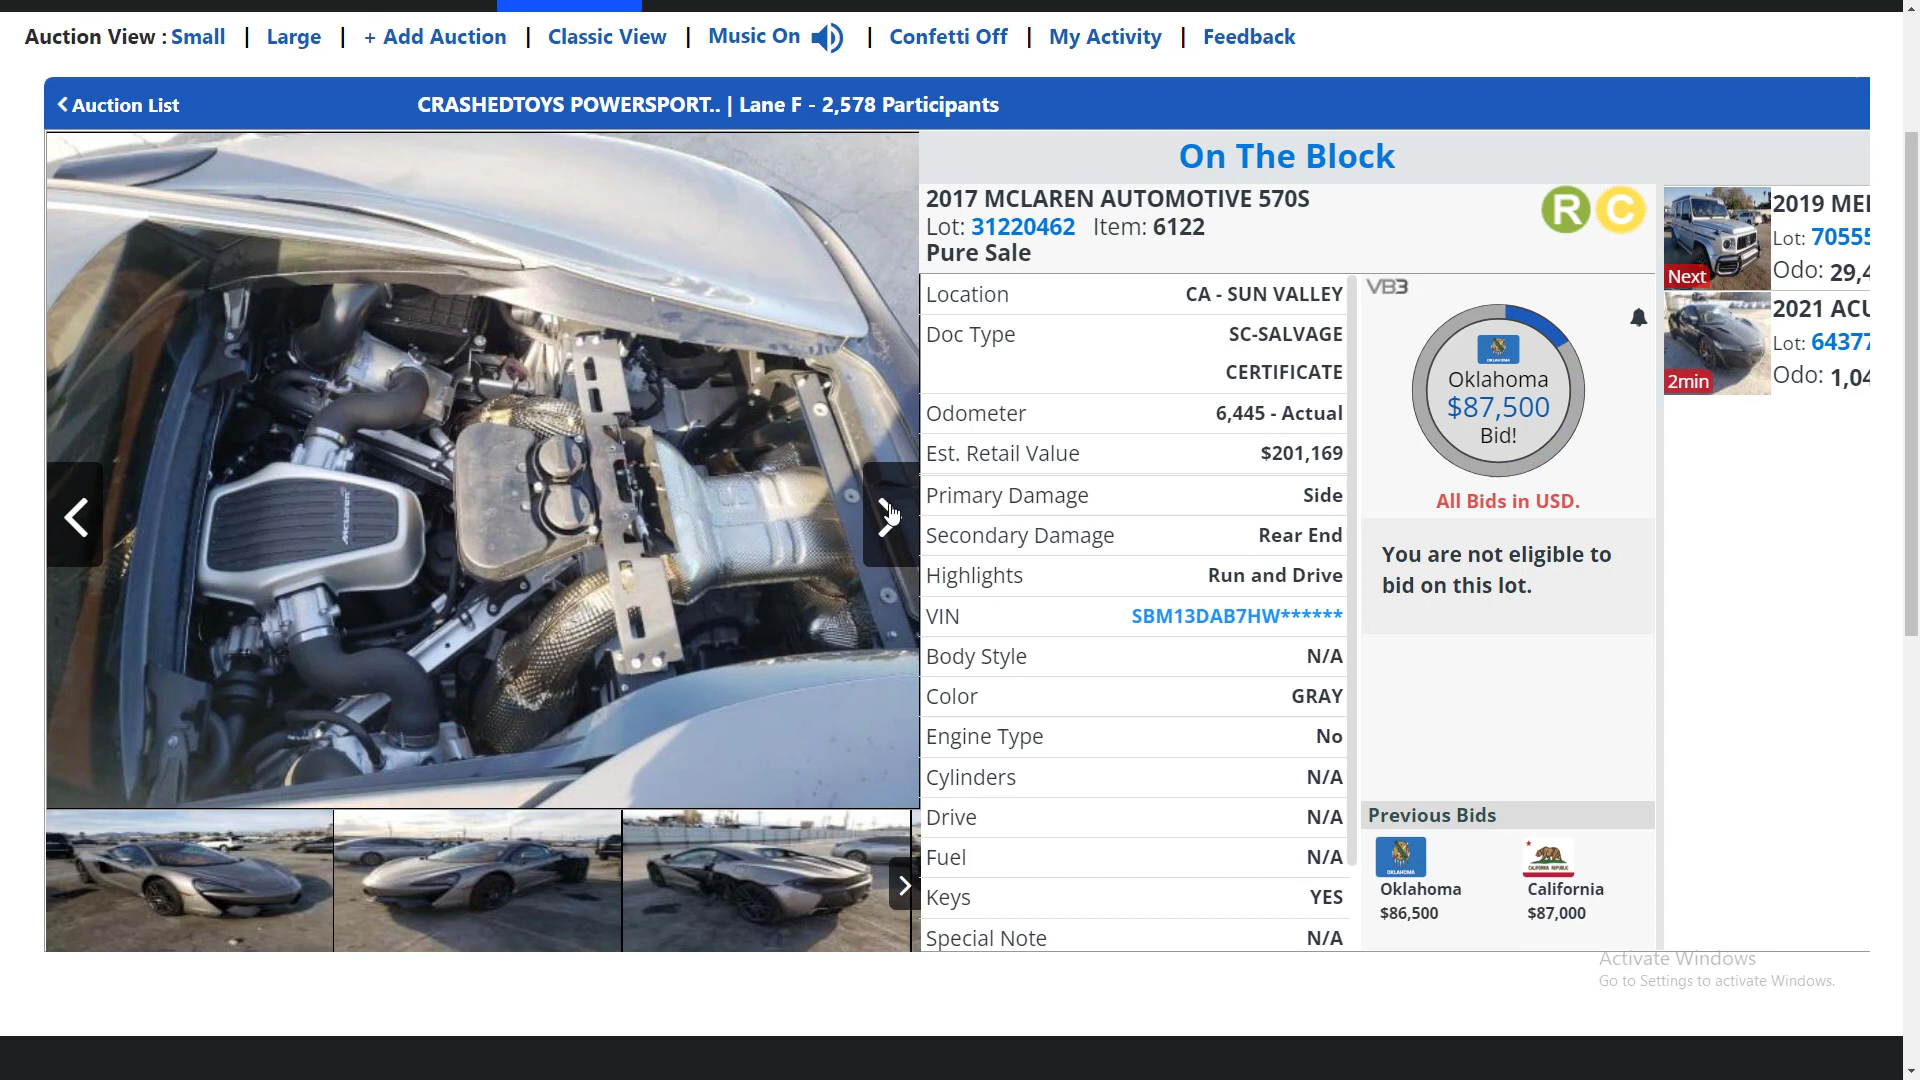 Auction View : Small | Large | + Add Auction | Classic View | Music On | Confetti Off | My Activity | Feedback
Auction List
CRASHEDTOYS POWERSPORT.. | Lane F - 2,578 Participants
On The Block
2017 MCLAREN AUTOMOTIVE 570S
Lot: 31220462 Item: 6122
Pure Sale
R C
Location CA - SUN VALLEY
Doc Type SC-SALVAGE
CERTIFICATE
Odometer 6,445 - Actual
Est. Retail Value $201,169
Primary Damage Side
Secondary Damage Rear End
Highlights Run and Drive
VIN SBM13DAB7HW******
Body Style N/A
Color GRAY
Engine Type No
Cylinders N/A
Drive N/A
Fuel N/A
Keys YES
Special Note N/A
VB3
OKLAHOMA
Oklahoma
$87,500
Bid!
All Bids in USD.
You are not eligible to
bid on this lot.
Previous Bids
OKLAHOMA
Oklahoma
$86,500
CALIFORNIA REPUBLIC
California
$87,000
2019 MEI
Lot: 70555
Odo: 29,4
Next
2021 ACU
Lot: 64377
Odo: 1,04
2min
McLaren
Activate Windows
Go to Settings to activate Windows.